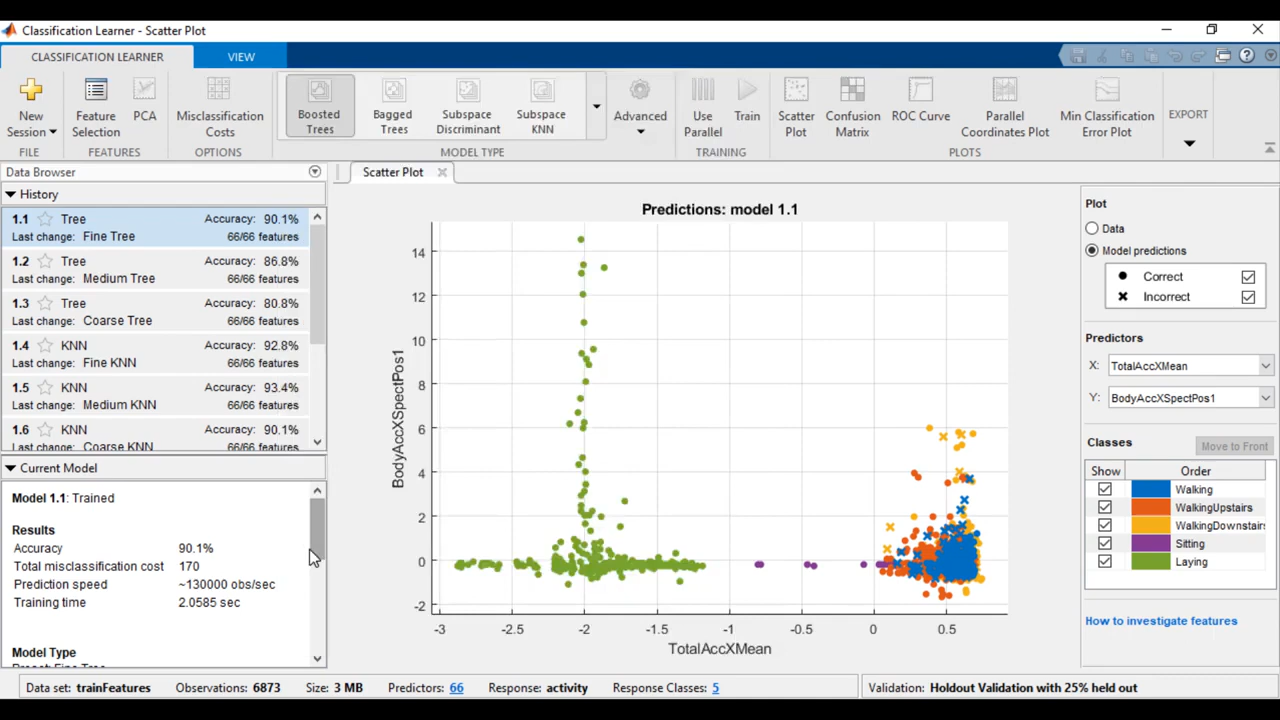 Classification Learner - Scatter Plot
CLASSIFICATION LEARNER
VIEW
New Session
Feature Selection
PCA
Misclassification Costs
Boosted Trees
Bagged Trees
Subspace Discriminant
Subspace KNN
Advanced
Use Parallel
Train
Scatter Plot
Confusion Matrix
ROC Curve
Parallel Coordinates Plot
Min Classification Error Plot
EXPORT
FILE
FEATURES
OPTIONS
MODEL TYPE
TRAINING
PLOTS
Data Browser
History
1.1 Tree Accuracy: 90.1%
Last change: Fine Tree 66/66 features
1.2 Tree Accuracy: 86.8%
Last change: Medium Tree 66/66 features
1.3 Tree Accuracy: 80.8%
Last change: Coarse Tree 66/66 features
1.4 KNN Accuracy: 92.8%
Last change: Fine KNN 66/66 features
1.5 KNN Accuracy: 93.4%
Last change: Medium KNN 66/66 features
1.6 KNN Accuracy: 90.1%
Last change: Coarse KNN 66/66 features
Current Model
Model 1.1: Trained
Results
Accuracy 90.1%
Total misclassification cost 170
Prediction speed
Training time 2.0585 sec
Model Type
Preset: Fine Tree
Scatter Plot
Predictions: model 1.1
14
12
10
8
6
4
2
0
-2
BodyAccXSpectPos1
-3 -2.5 -2 -1.5 -1 -0.5 0 0.5
TotalAccXMean
Plot
Data
Model predictions
Correct
Incorrect
Predictors
X: TotalAccXMean
Y: BodyAccXSpectPos1
Classes
Move to Front
Show Order
Walking
WalkingUpstairs
WalkingDownstairs
Sitting
Laying
How to investigate features
Data set: trainFeatures Observations: 6873 Size: 3 MB Predictors: 66 Response: activity Response Classes: 5 Validation: Holdout Validation with 25% held out